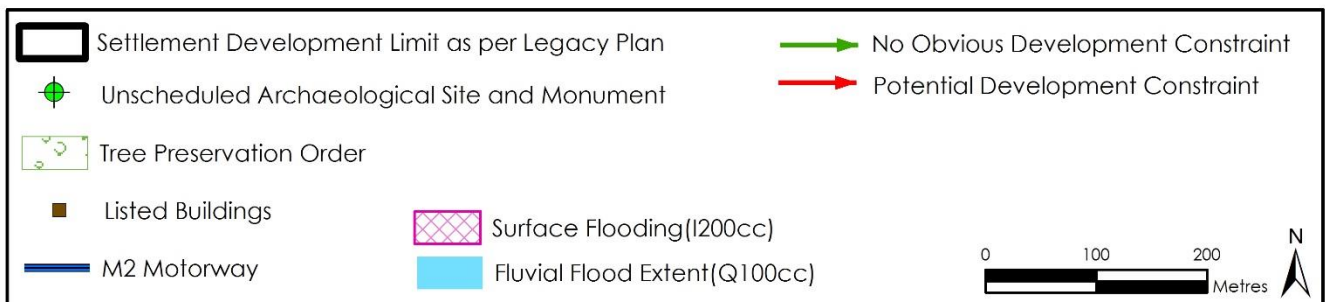 Settlement Development Limit as per Legacy Plan
Unscheduled Archaeological Site and Monument
Tree Preservation Order
Listed Buildings
M2 Motorway
Surface Flooding(I200cc)
Fluvial Flood Extent(Q100cc)
No Obvious Development Constraint
Potential Development Constraint
0 100 200
Metres
N